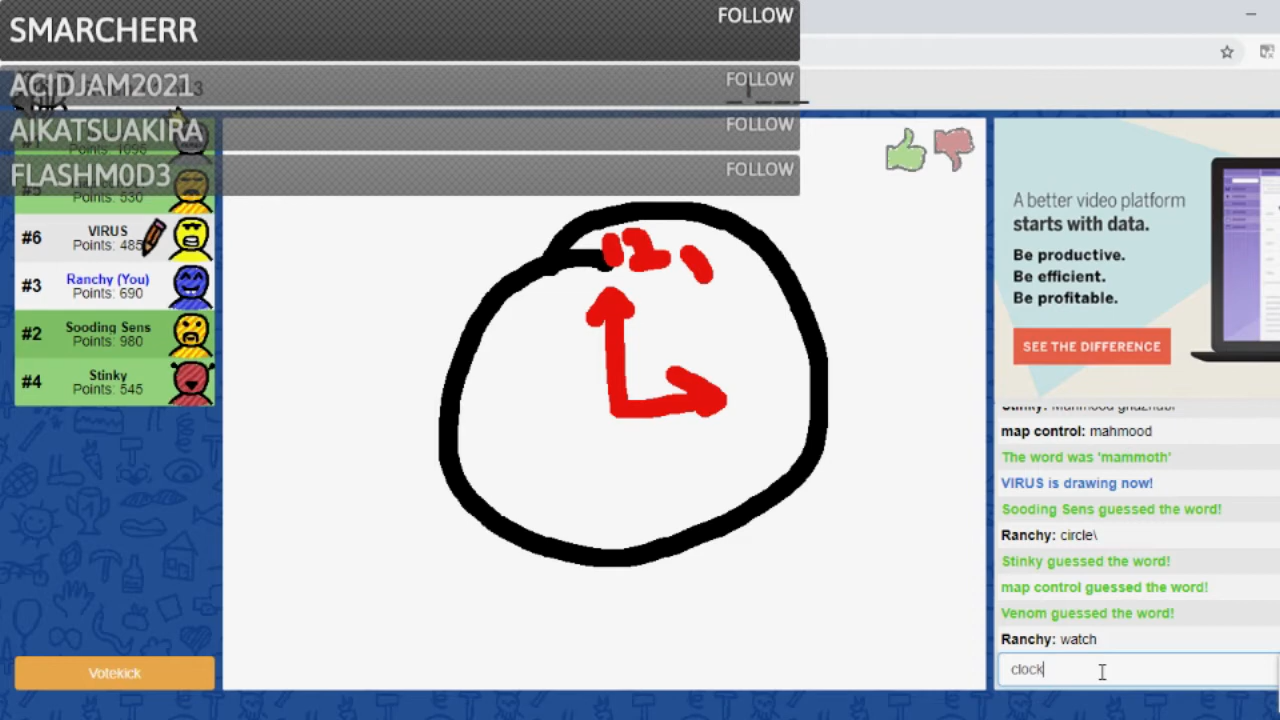 SMARCHERR
FOLLOW
ACIDJAM2021
FOLLOW
AIKATSUAKIRA
FOLLOW
FLASHM0D3
FOLLOW
Points: 1096
Points: 530
#6
VIRUS
Points: 485
#3
Ranchy (You)
Points: 690
#2
Sooding Sens
Points: 980
#4
Stinky
Points: 545
Votekick
12
A better video platform
starts with data.
Be productive.
Be efficient.
Be profitable.
SEE THE DIFFERENCE
map control: mahmood
The word was 'mammoth'
VIRUS is drawing now!
Sooding Sens guessed the word!
Ranchy: circle\
Stinky guessed the word!
map control guessed the word!
Venom guessed the word!
Ranchy: watch
clock